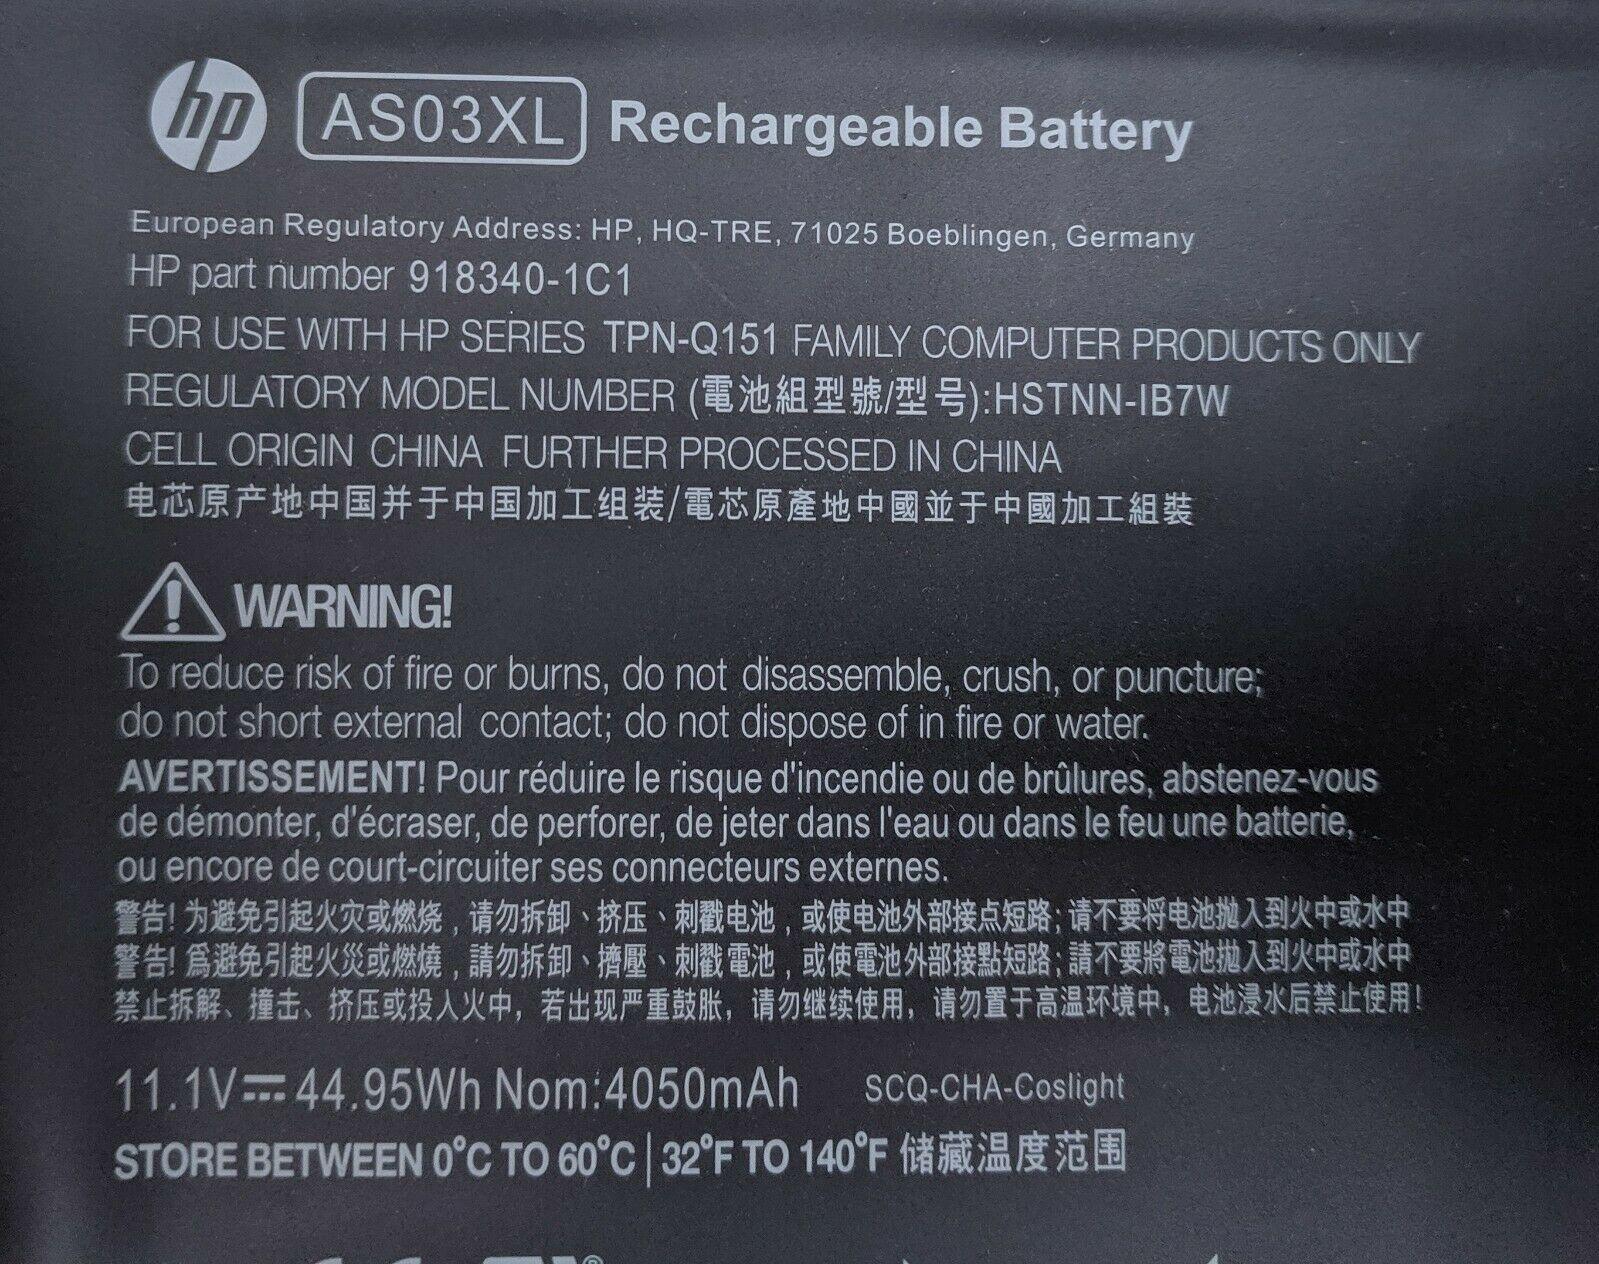 hp AS03XL Rechargeable Battery
European Regulatory Address: HP, HQ-TRE, 71025 Boeblingen, Germany
HP part number 918340-1C1
FOR USE WITH HP SERIES TPN-Q151 FAMILY COMPUTER PRODUCTS ONLY
REGULATORY MODEL NUMBER (電池組型號/型号):HSTNN-IB7W
CELL ORIGIN CHINA FURTHER PROCESSED IN CHINA
电芯原产地中国并于中国加工组装/電芯原產地中國並于中國加工組裝
WARNING!
To reduce risk of fire or burns, do not disassemble, crush, or puncture;
do not short external contact; do not dispose of in fire or water.
AVERTISSEMENT! Pour réduire le risque d'incendie ou de brûlures, abstenez-vous
de démonter, d'écraser, de perforer, de jeter dans l'eau ou dans le feu une batterie,
ou encore de court-circuiter ses connecteurs externes.
警告! 为避免引起火灾或燃烧，请勿拆卸、挤压、刺戳电池，或使电池外部接点短路; 请不要将电池抛入到火中或水中
警告! 爲避免引起火災或燃燒，請勿拆卸、擠壓、刺戳電池，或使電池外部接點短路; 請不要將電池抛入到火中或水中
禁止拆解、撞击、挤压或投入火中，若出现严重鼓胀，请勿继续使用，请勿置于高温环境中，电池浸水后禁止使用！
11.1V⎓44.95Wh Nom:4050mAh SCQ-CHA-Coslight
STORE BETWEEN 0°C TO 60°C | 32°F TO 140°F 储藏温度范围